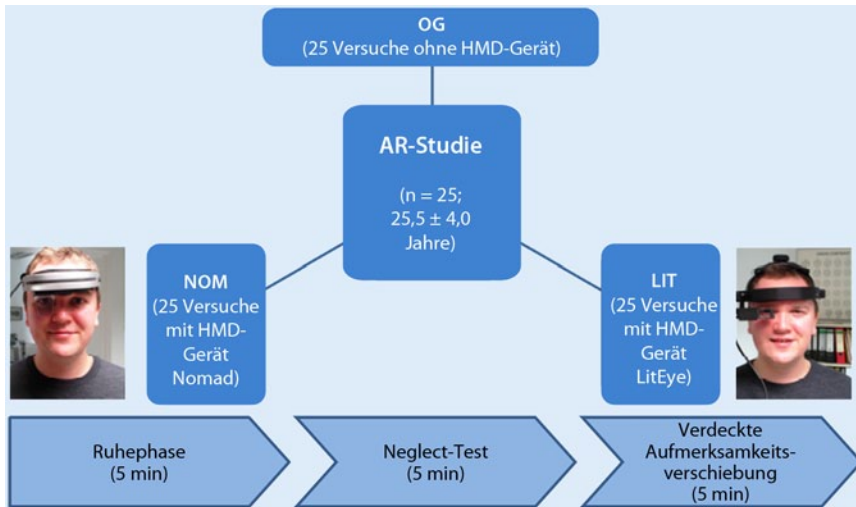 OG
(25 Versuche ohne HMD-Gerät)
AR-Studie
(n = 25;
25,5 ± 4,0
Jahre)
NOM
(25 Versuche
mit HMD-
Gerät
Nomad)
LIT
(25 Versuche
mit HMD-
Gerät
LitEye)
Ruhephase
(5 min)
Neglect-Test
(5 min)
Verdeckte
Aufmerksamkeits-
verschiebung
(5 min)